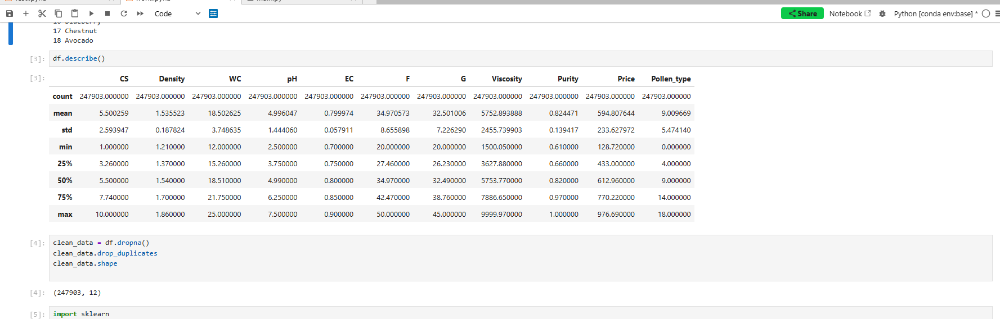 Code
Share
Notebook
Python [conda env:base] *
17 Chestnut
18 Avocado
[3]: df.describe()
[3]:
CS Density WC pH EC F G Viscosity Purity Price Pollen_type
count 247903.000000 247903.000000 247903.000000 247903.000000 247903.000000 247903.000000 247903.000000 247903.000000 247903.000000 247903.000000 247903.000000
mean 5.500259 1.535523 18.502625 4.996047 0.799974 34.970573 32.501006 5752.893888 0.824471 594.807644 9.009669
std 2.593947 0.187824 3.748635 1.444060 0.057911 8.655898 7.226290 2455.739903 0.139417 233.627972 5.474140
min 1.000000 1.210000 12.000000 2.500000 0.700000 20.000000 20.000000 1500.050000 0.610000 128.720000 0.000000
25% 3.260000 1.370000 15.260000 3.750000 0.750000 27.460000 26.230000 3627.880000 0.660000 433.000000 4.000000
50% 5.500000 1.540000 18.510000 4.990000 0.800000 34.970000 32.490000 5753.770000 0.820000 612.960000 9.000000
75% 7.740000 1.700000 21.750000 6.250000 0.850000 42.470000 38.760000 7886.650000 0.970000 770.220000 14.000000
max 10.000000 1.860000 25.000000 7.500000 0.900000 50.000000 45.000000 9999.970000 1.000000 976.690000 18.000000
[4]: clean_data = df.dropna()
clean_data.drop_duplicates
clean_data.shape
[4]: (247903, 12)
[5]: import sklearn